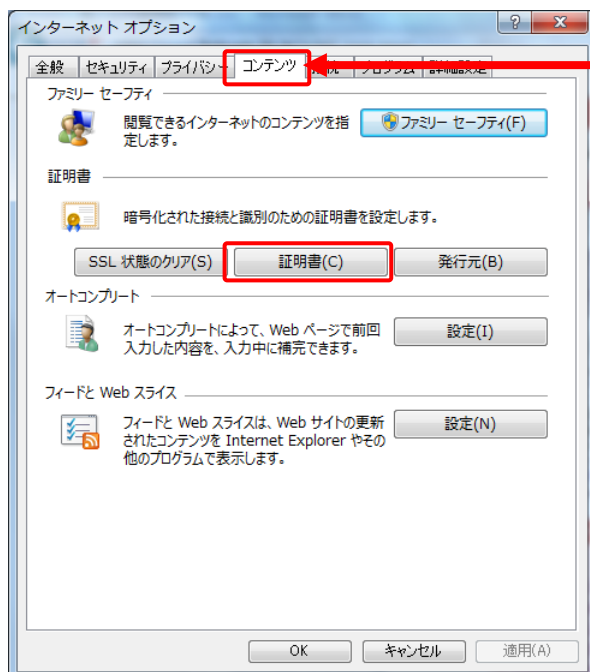 インターネット オプション
全般 セキュリティ プライバシー コンテンツ 接続 プログラム 詳細設定
ファミリー セーフティ
閲覧できるインターネットのコンテンツを指
定します。
ファミリー セーフティ(F)
証明書
暗号化された接続と識別のための証明書を設定します。
SSL 状態のクリア(S) 証明書(C) 発行元(B)
オートコンプリート
オートコンプリートによって、Web ページで前回
入力した内容を、入力中に補完できます。
設定(I)
フィードと Web スライス
フィードと Web スライスは、Web サイトの更新
されたコンテンツを Internet Explorer やその
他のプログラムで表示します。
設定(N)
OK キャンセル 適用(A)